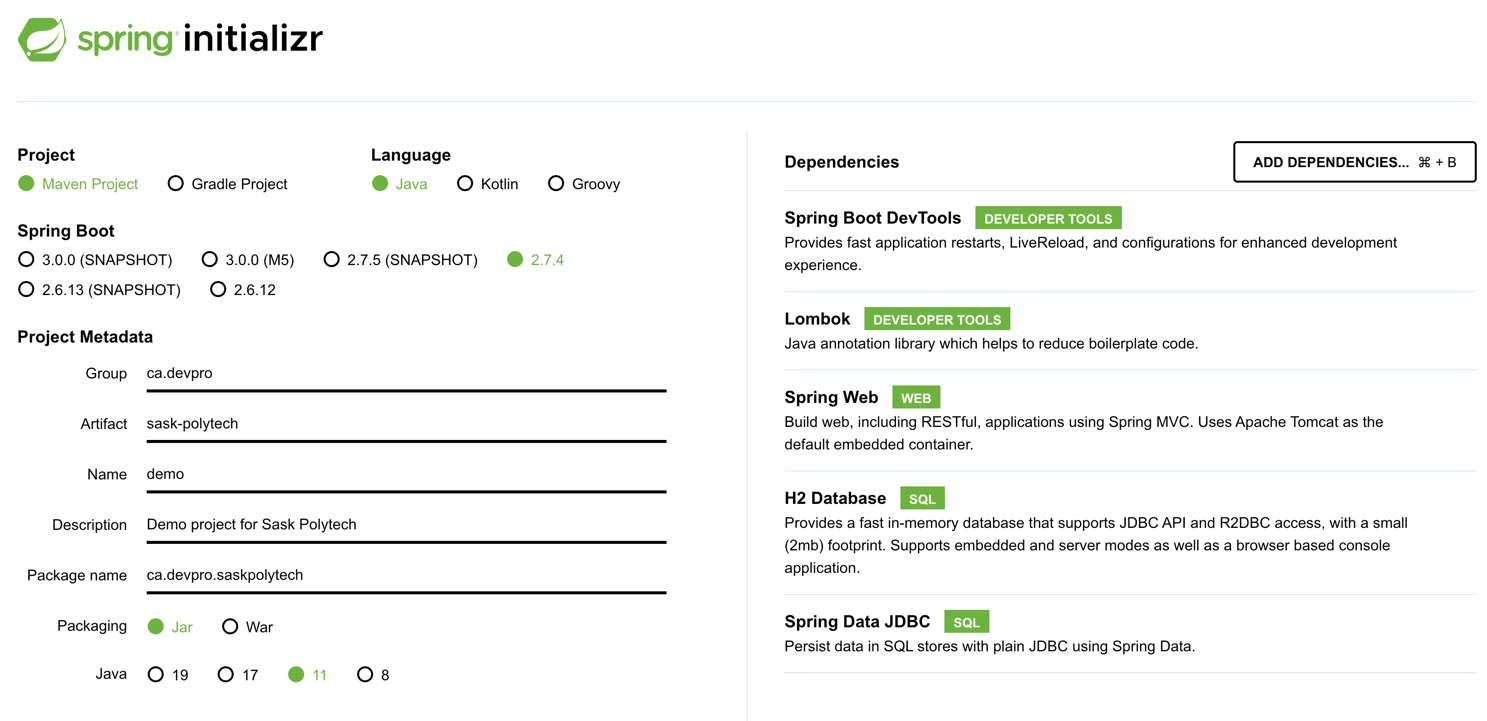 spring initializr
Project
Maven Project Gradle Project
Language
Java Kotlin Groovy
Spring Boot
3.0.0 (SNAPSHOT) 3.0.0 (M5) 2.7.5 (SNAPSHOT) 2.7.4
2.6.13 (SNAPSHOT) 2.6.12
Project Metadata
Group ca.devpro
Artifact sask-polytech
Name demo
Description Demo project for Sask Polytech
Package name ca.devpro.saskpolytech
Packaging Jar War
Java 19 17 11 8
Dependencies
ADD DEPENDENCIES... ⌘ + B
Spring Boot DevTools DEVELOPER TOOLS
Provides fast application restarts, LiveReload, and configurations for enhanced development
experience.
Lombok DEVELOPER TOOLS
Java annotation library which helps to reduce boilerplate code.
Spring Web WEB
Build web, including RESTful, applications using Spring MVC. Uses Apache Tomcat as the
default embedded container.
H2 Database SQL
Provides a fast in-memory database that supports JDBC API and R2DBC access, with a small
(2mb) footprint. Supports embedded and server modes as well as a browser based console
application.
Spring Data JDBC SQL
Persist data in SQL stores with plain JDBC using Spring Data.